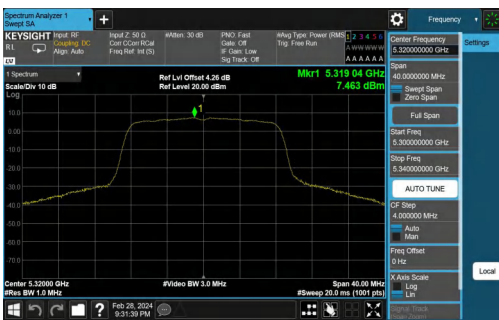 Spectrum Analyzer 1
Swept SA
Frequency
KEYSIGHT
Input: RF
Coupling: DC
Align: Auto
Input Z: 50 Ω
Corr CCorr RCal
Freq Ref: Int (S)
#Atten: 30 dB
PNO: Fast
Gate: Off
IF Gain: Low
Sig Track: Off
#Avg Type: Power (RMS
Trig: Free Run
1 2 3 4 5 6
A W W W W W
A A A A A A
RL
LW
1 Spectrum
Scale/Div 10 dB
Ref Lvl Offset 4.26 dB
Ref Level 20.00 dBm
Mkr1 5.319 04 GHz
7.463 dBm
Log
1
10.0
0.00
-10.0
-20.0
-30.0
-40.0
-50.0
-60.0
-70.0
Center 5.32000 GHz
#Res BW 1.0 MHz
#Video BW 3.0 MHz
Span 40.00 MHz
#Sweep 20.0 ms (1001 pts)
Feb 28, 2024
9:31:39 PM
?
Center Frequency
5.320000000 GHz
Settings
Span
40.0000000 MHz
Swept Span
Zero Span
Full Span
Start Freq
5.300000000 GHz
Stop Freq
5.340000000 GHz
AUTO TUNE
CF Step
4.000000 MHz
Auto
Man
Freq Offset
0 Hz
X Axis Scale
Log
Lin
Local
Signal Track